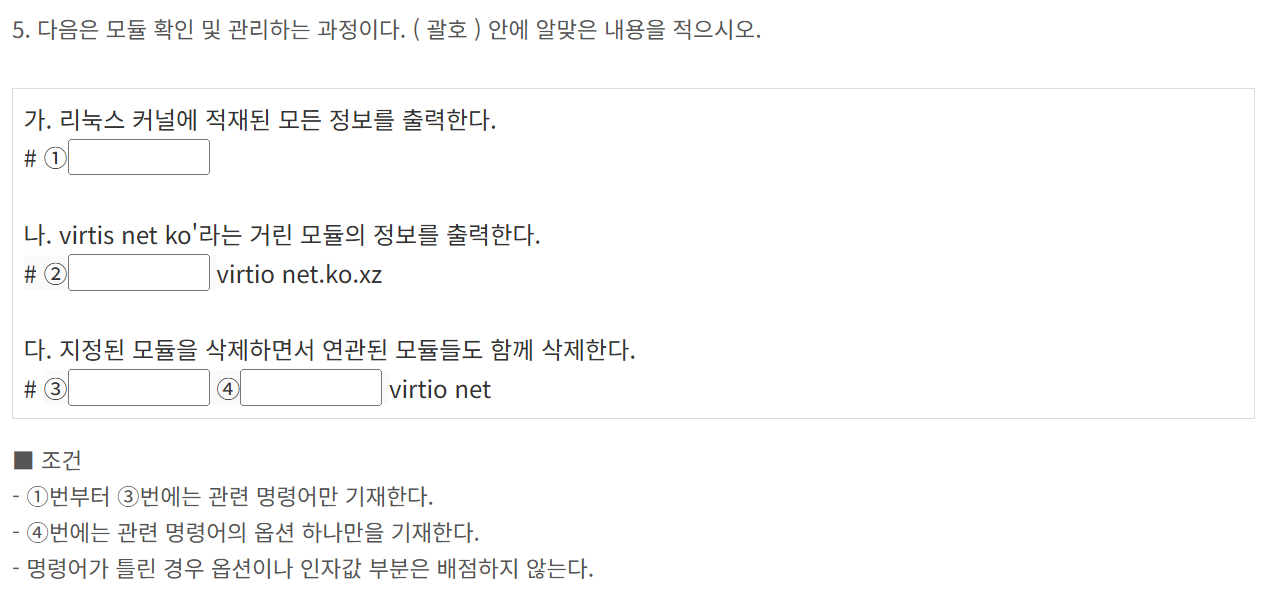 5. 다음은 모듈 확인 및 관리하는 과정이다. ( 괄호 ) 안에 알맞은 내용을 적으시오.
가. 리눅스 커널에 적재된 모든 정보를 출력한다.
# ①
나. virtis net ko'라는 거린 모듈의 정보를 출력한다.
# ② virtio net.ko.xz
다. 지정된 모듈을 삭제하면서 연관된 모듈들도 함께 삭제한다.
# ③ ④ virtio net
■ 조건
- ①번부터 ③번에는 관련 명령어만 기재한다.
- ④번에는 관련 명령어의 옵션 하나만을 기재한다.
- 명령어가 틀린 경우 옵션이나 인자값 부분은 배점하지 않는다.